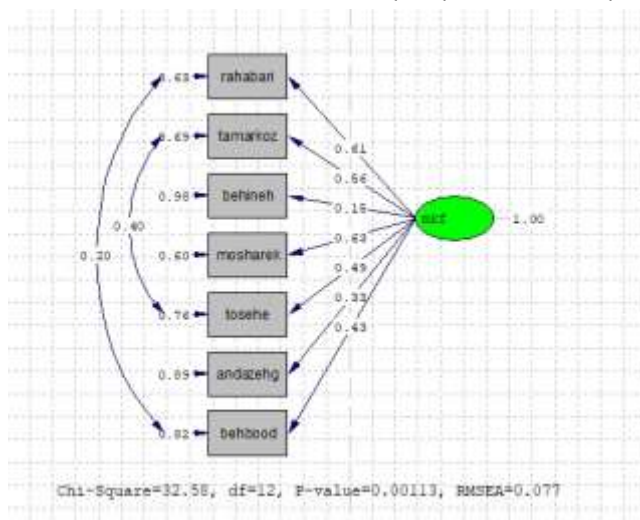 0.63 rahabari
0.61
0.69 tamarkoz
0.56
0.98 behineh
0.15
0.40
1.00
0.20
0.60 mosharek
0.63
0.49
0.76 tosehe
0.33
0.43
0.89 andazehg
0.82 behbood
Chi-Square=32.58, df=12, P-value=0.00113, RMSEA=0.077